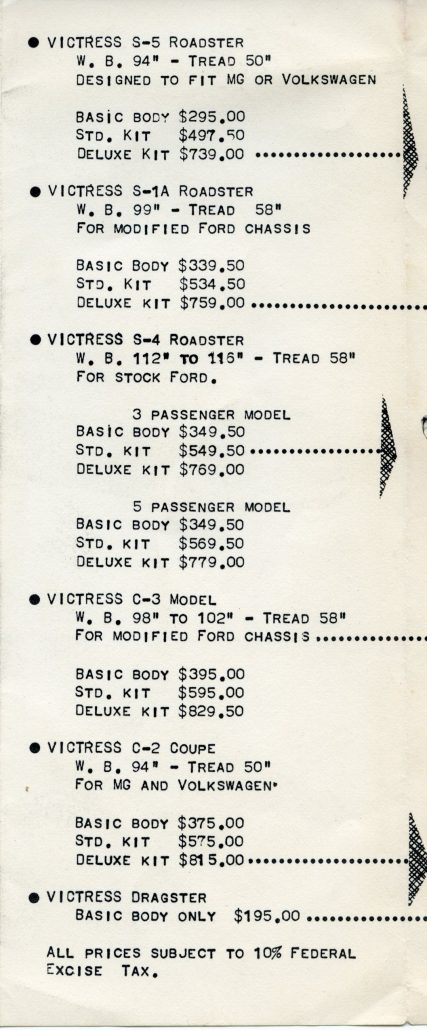 ● VICTRESS S-5 ROADSTER
W. B. 94" - TREAD 50"
DESIGNED TO FIT MG OR VOLKSWAGEN
BASIC BODY $295.00
STD. KIT $497.50
DELUXE KIT $739.00
● VICTRESS S-1A ROADSTER
W. B. 99" - TREAD 58"
FOR MODIFIED FORD CHASSIS
BASIC BODY $339.50
STD. KIT $534.50
DELUXE KIT $759.00
● VICTRESS S-4 ROADSTER
W. B. 112" TO 116" - TREAD 58"
FOR STOCK FORD.
3 PASSENGER MODEL
BASIC BODY $349.50
STD. KIT $549.50
DELUXE KIT $769.00
5 PASSENGER MODEL
BASIC BODY $349.50
STD. KIT $569.50
DELUXE KIT $779.00
● VICTRESS C-3 MODEL
W. B. 98" TO 102" - TREAD 58"
FOR MODIFIED FORD CHASSIS
BASIC BODY $395.00
STD. KIT $595.00
DELUXE KIT $829.50
● VICTRESS C-2 COUPE
W. B. 94" - TREAD 50"
FOR MG AND VOLKSWAGEN.
BASIC BODY $375.00
STD. KIT $575.00
DELUXE KIT $815.00
● VICTRESS DRAGSTER
BASIC BODY ONLY $195.00
ALL PRICES SUBJECT TO 10% FEDERAL
EXCISE TAX.